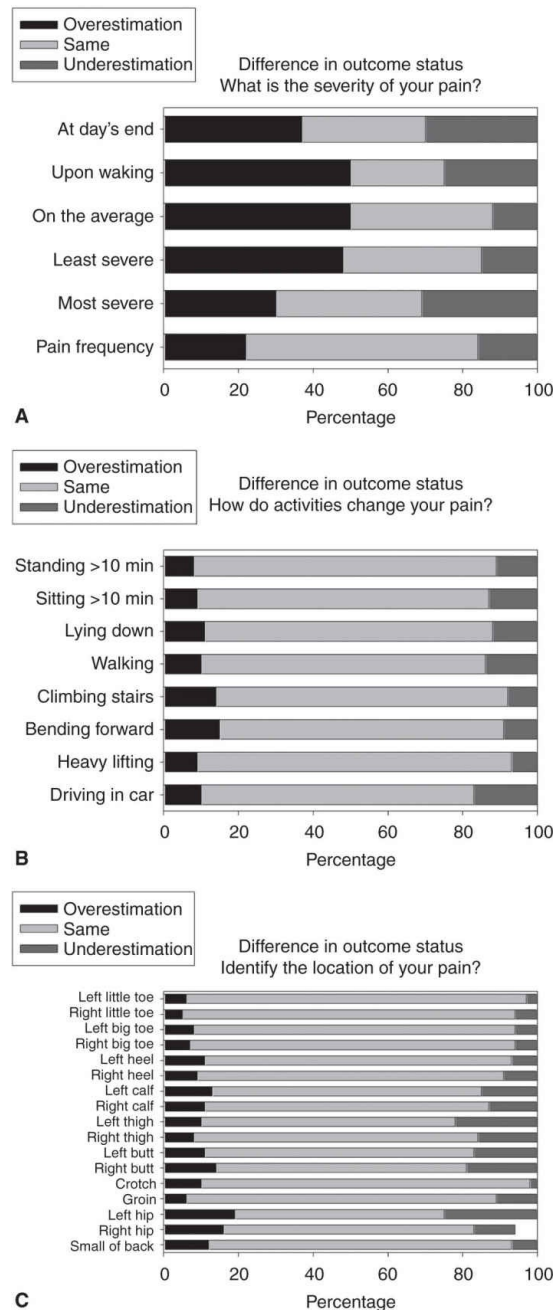 Overestimation
Same
Underestimation
Difference in outcome status
What is the severity of your pain?
At day's end
Upon waking
On the average
Least severe
Most severe
Pain frequency
0 20 40 60 80 100
Percentage
A
Overestimation
Same
Underestimation
Difference in outcome status
How do activities change your pain?
Standing >10 min
Sitting >10 min
Lying down
Walking
Climbing stairs
Bending forward
Heavy lifting
Driving in car
0 20 40 60 80 100
Percentage
B
Overestimation
Same
Underestimation
Difference in outcome status
Identify the location of your pain?
Left little toe
Right little toe
Left big toe
Right big toe
Left heel
Right heel
Left calf
Right calf
Left thigh
Right thigh
Left butt
Right butt
Crotch
Groin
Left hip
Right hip
Small of back
0 20 40 60 80 100
Percentage
C